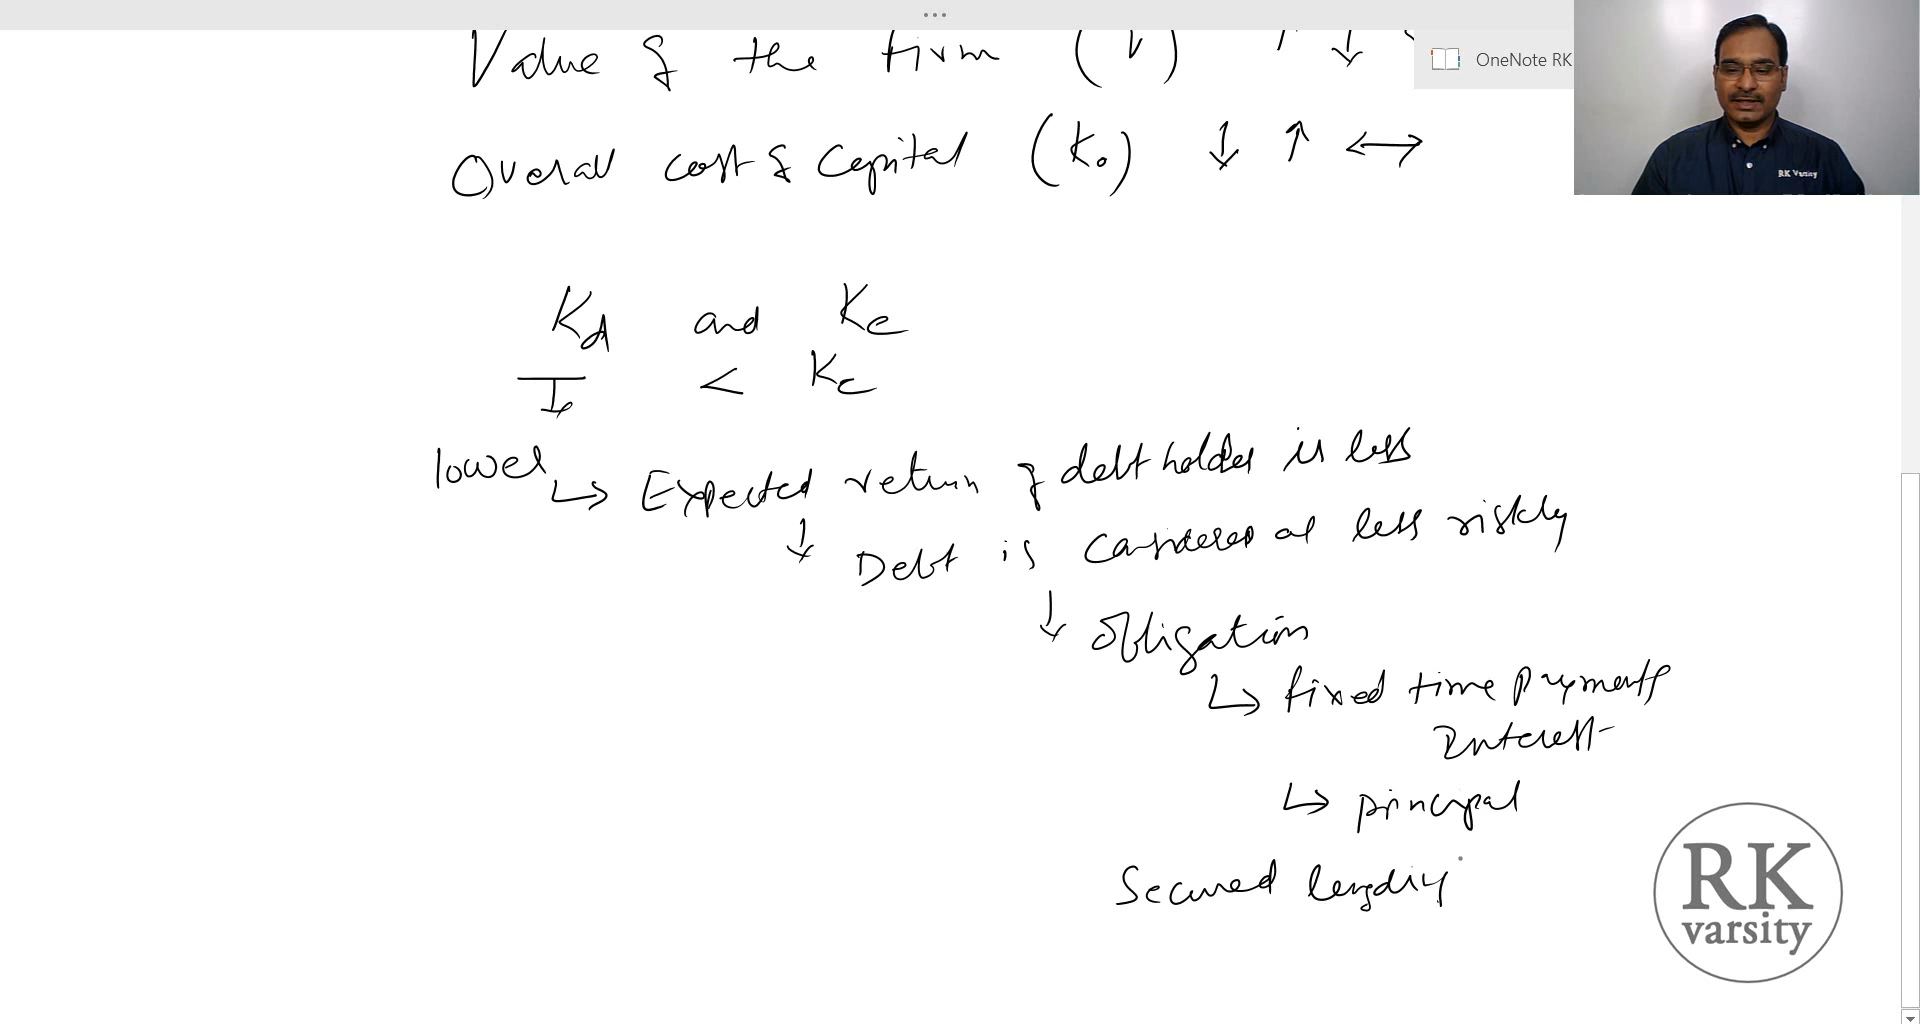 Value of the firm (V) ↑ ↓
OneNote RK
Overall cost of Capital (Ko) ↓ ↑ ↔
RK Varsity
Kd and Ke
< Ke
lower ↳ Expected return of debt holder is less
↓ Debt is considered as less riskly
↓ Obligation
↳ fixed time payments
Interest
↳ principal
Secured lending
RK
varsity